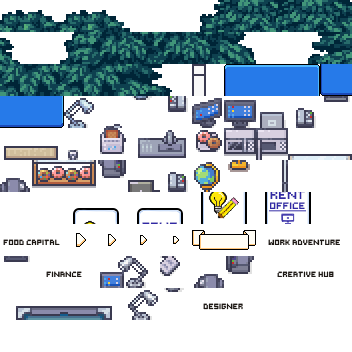 RENT
OFFICE
FOOD CAPITAL
WORK ADVENTURE
FINANCE
CREATIVE HUB
DESIGNER